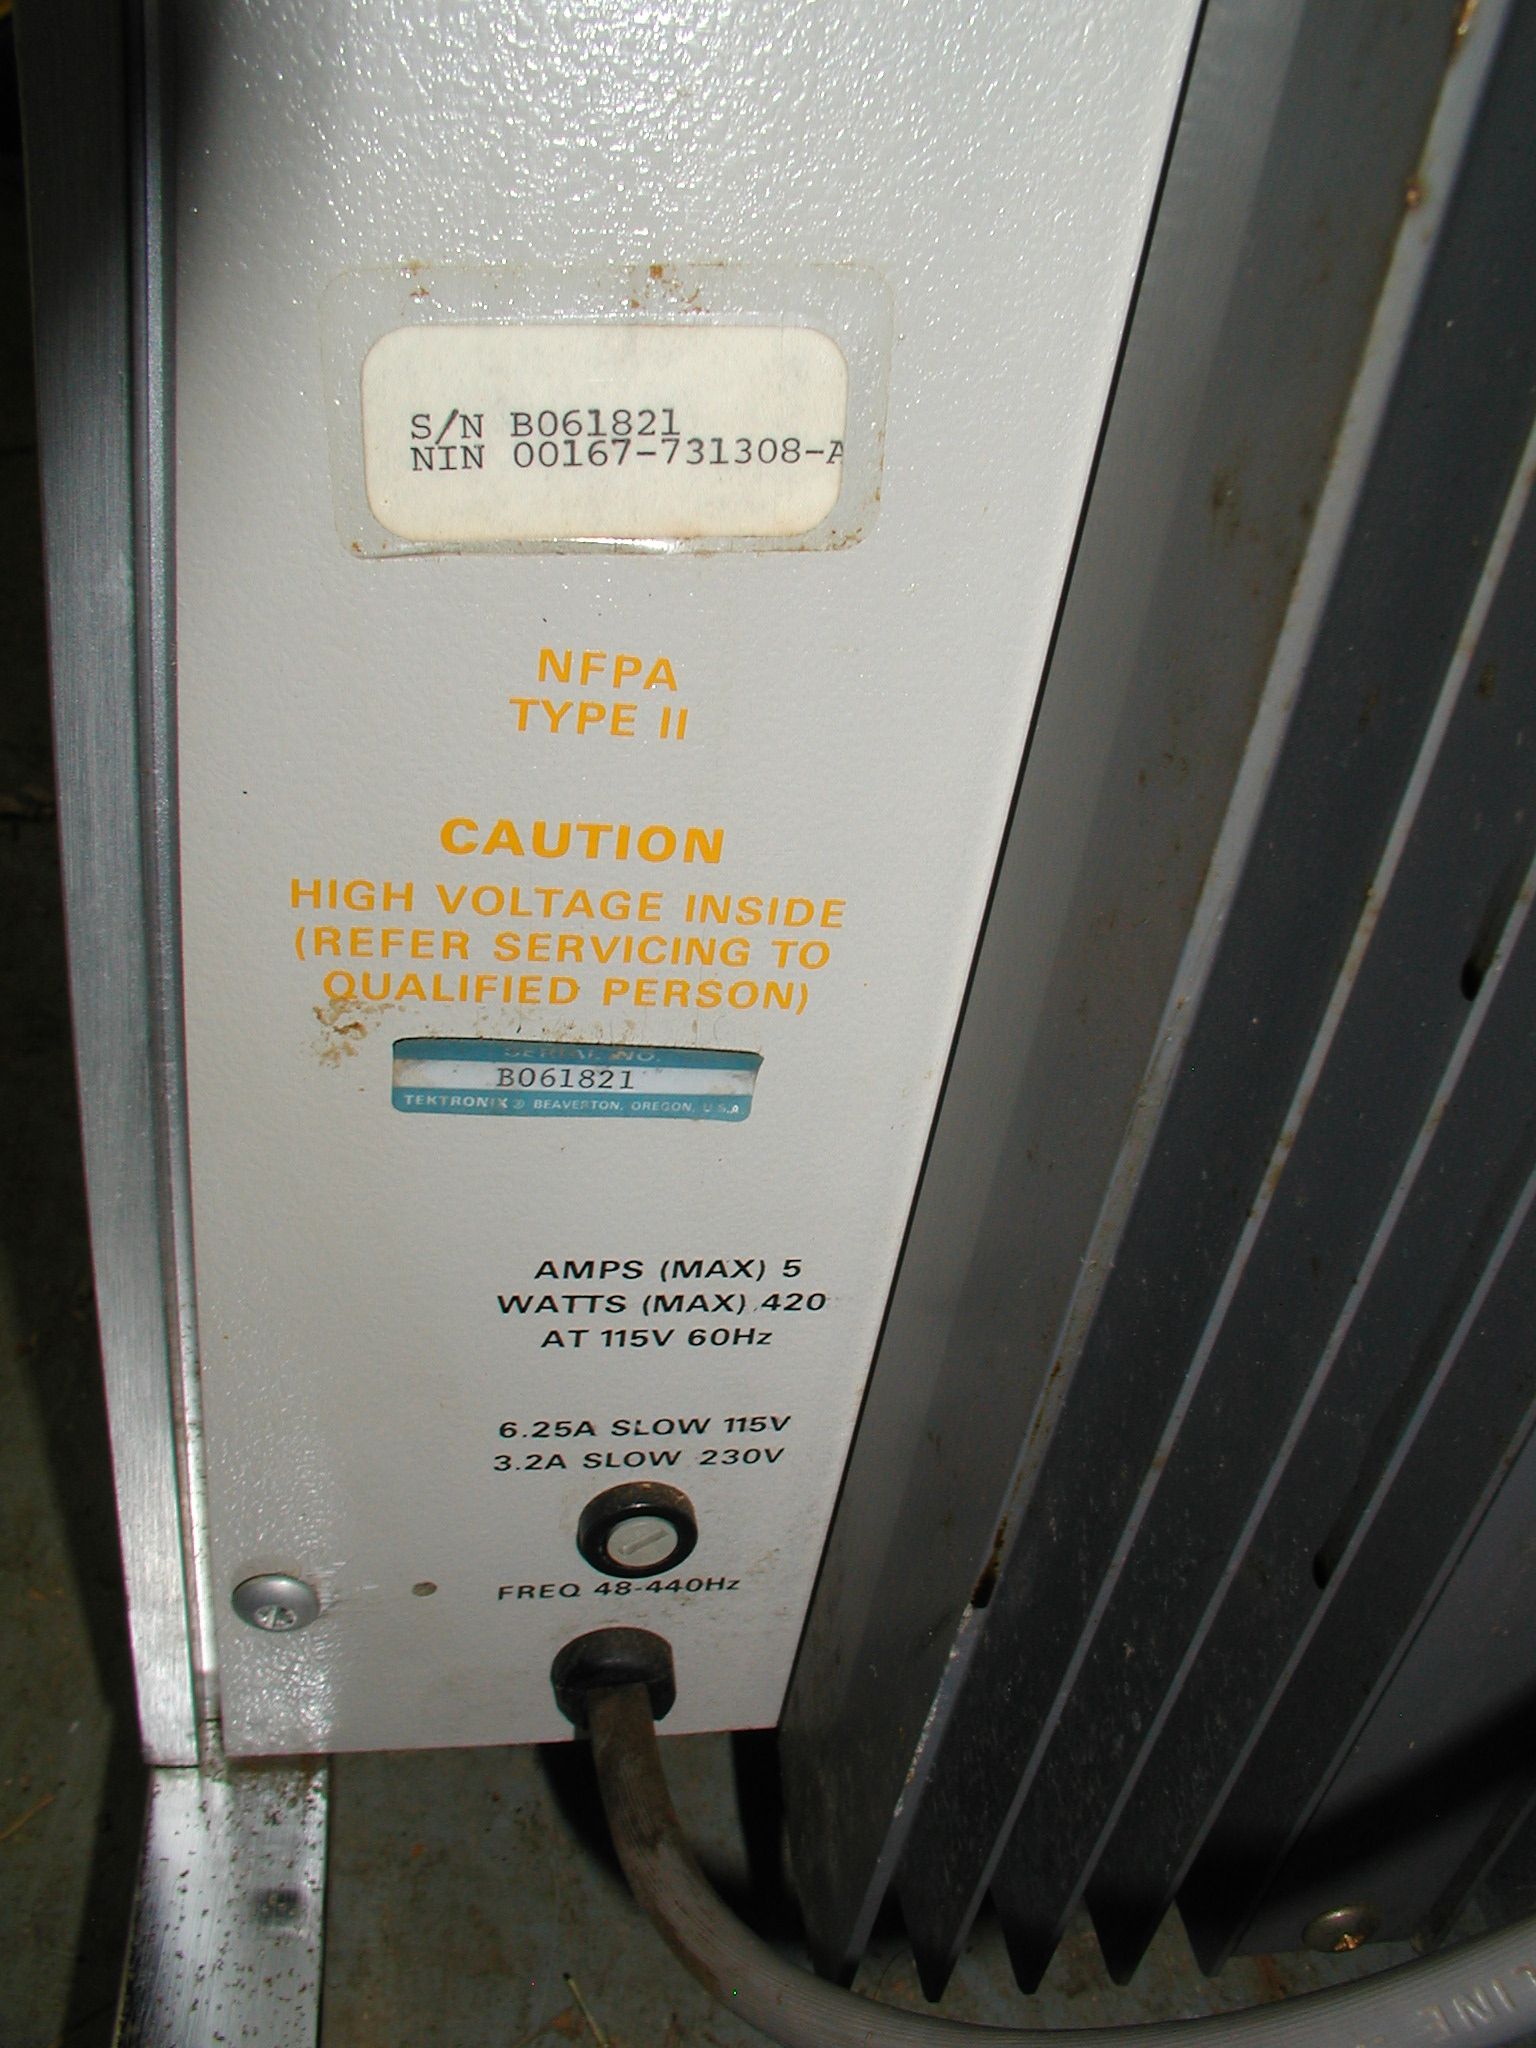 S/N B061821
NIN 00167-731308-A
NFPA
TYPE II
CAUTION
HIGH VOLTAGE INSIDE
(REFER SERVICING TO
QUALIFIED PERSON)
SERIAL NO.
B061821
TEKTRONIX ® BEAVERTON, OREGON, U.S.A.
AMPS (MAX) 5
WATTS (MAX) 420
AT 115V 60Hz
6.25A SLOW 115V
3.2A SLOW 230V
FREQ 48-440Hz